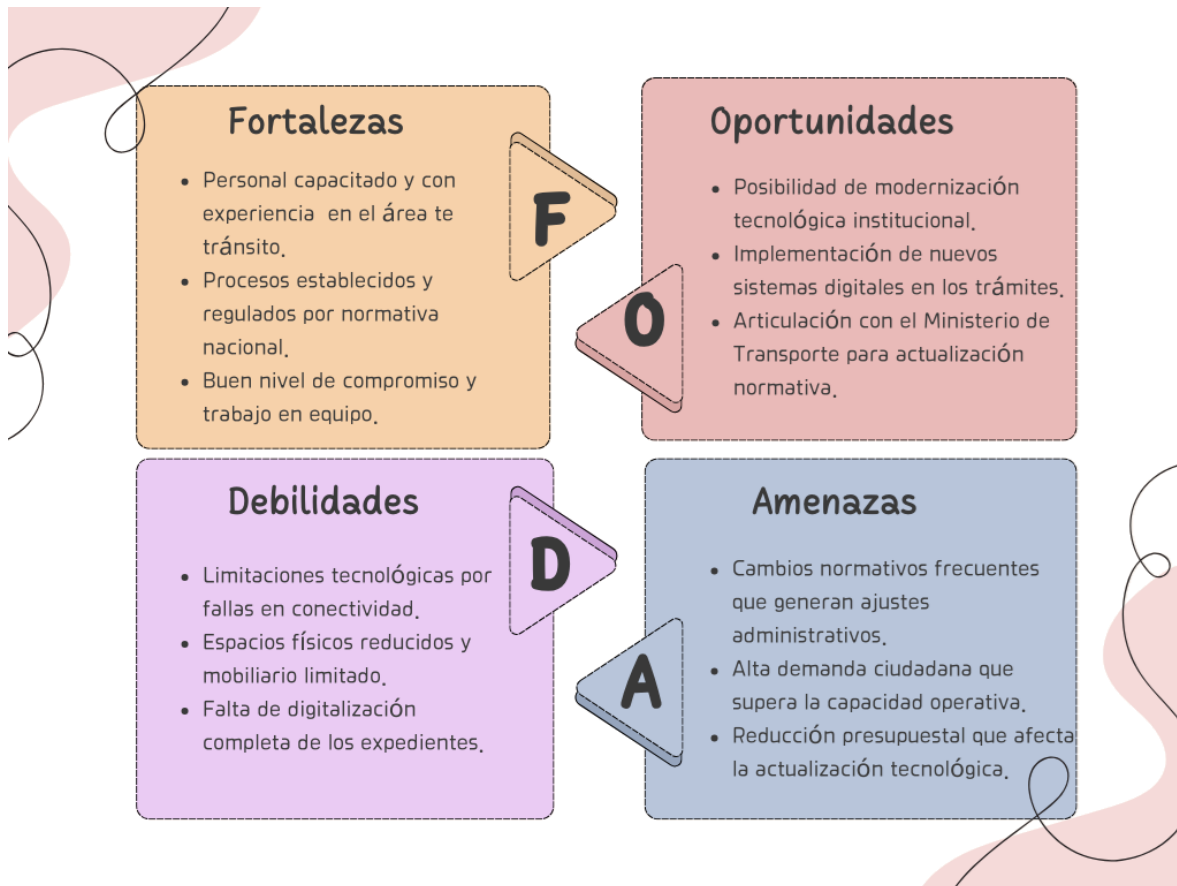 Fortalezas
• Personal capacitado y con
experiencia en el área te
tránsito.
• Procesos establecidos y
regulados por normativa
nacional.
• Buen nivel de compromiso y
trabajo en equipo.
F
Oportunidades
• Posibilidad de modernización
tecnológica institucional.
• Implementación de nuevos
sistemas digitales en los trámites.
• Articulación con el Ministerio de
Transporte para actualización
normativa.
O
Debilidades
• Limitaciones tecnológicas por
fallas en conectividad.
• Espacios físicos reducidos y
mobiliario limitado.
• Falta de digitalización
completa de los expedientes.
D
Amenazas
• Cambios normativos frecuentes
que generan ajustes
administrativos.
• Alta demanda ciudadana que
supera la capacidad operativa.
• Reducción presupuestal que afecta
la actualización tecnológica.
A